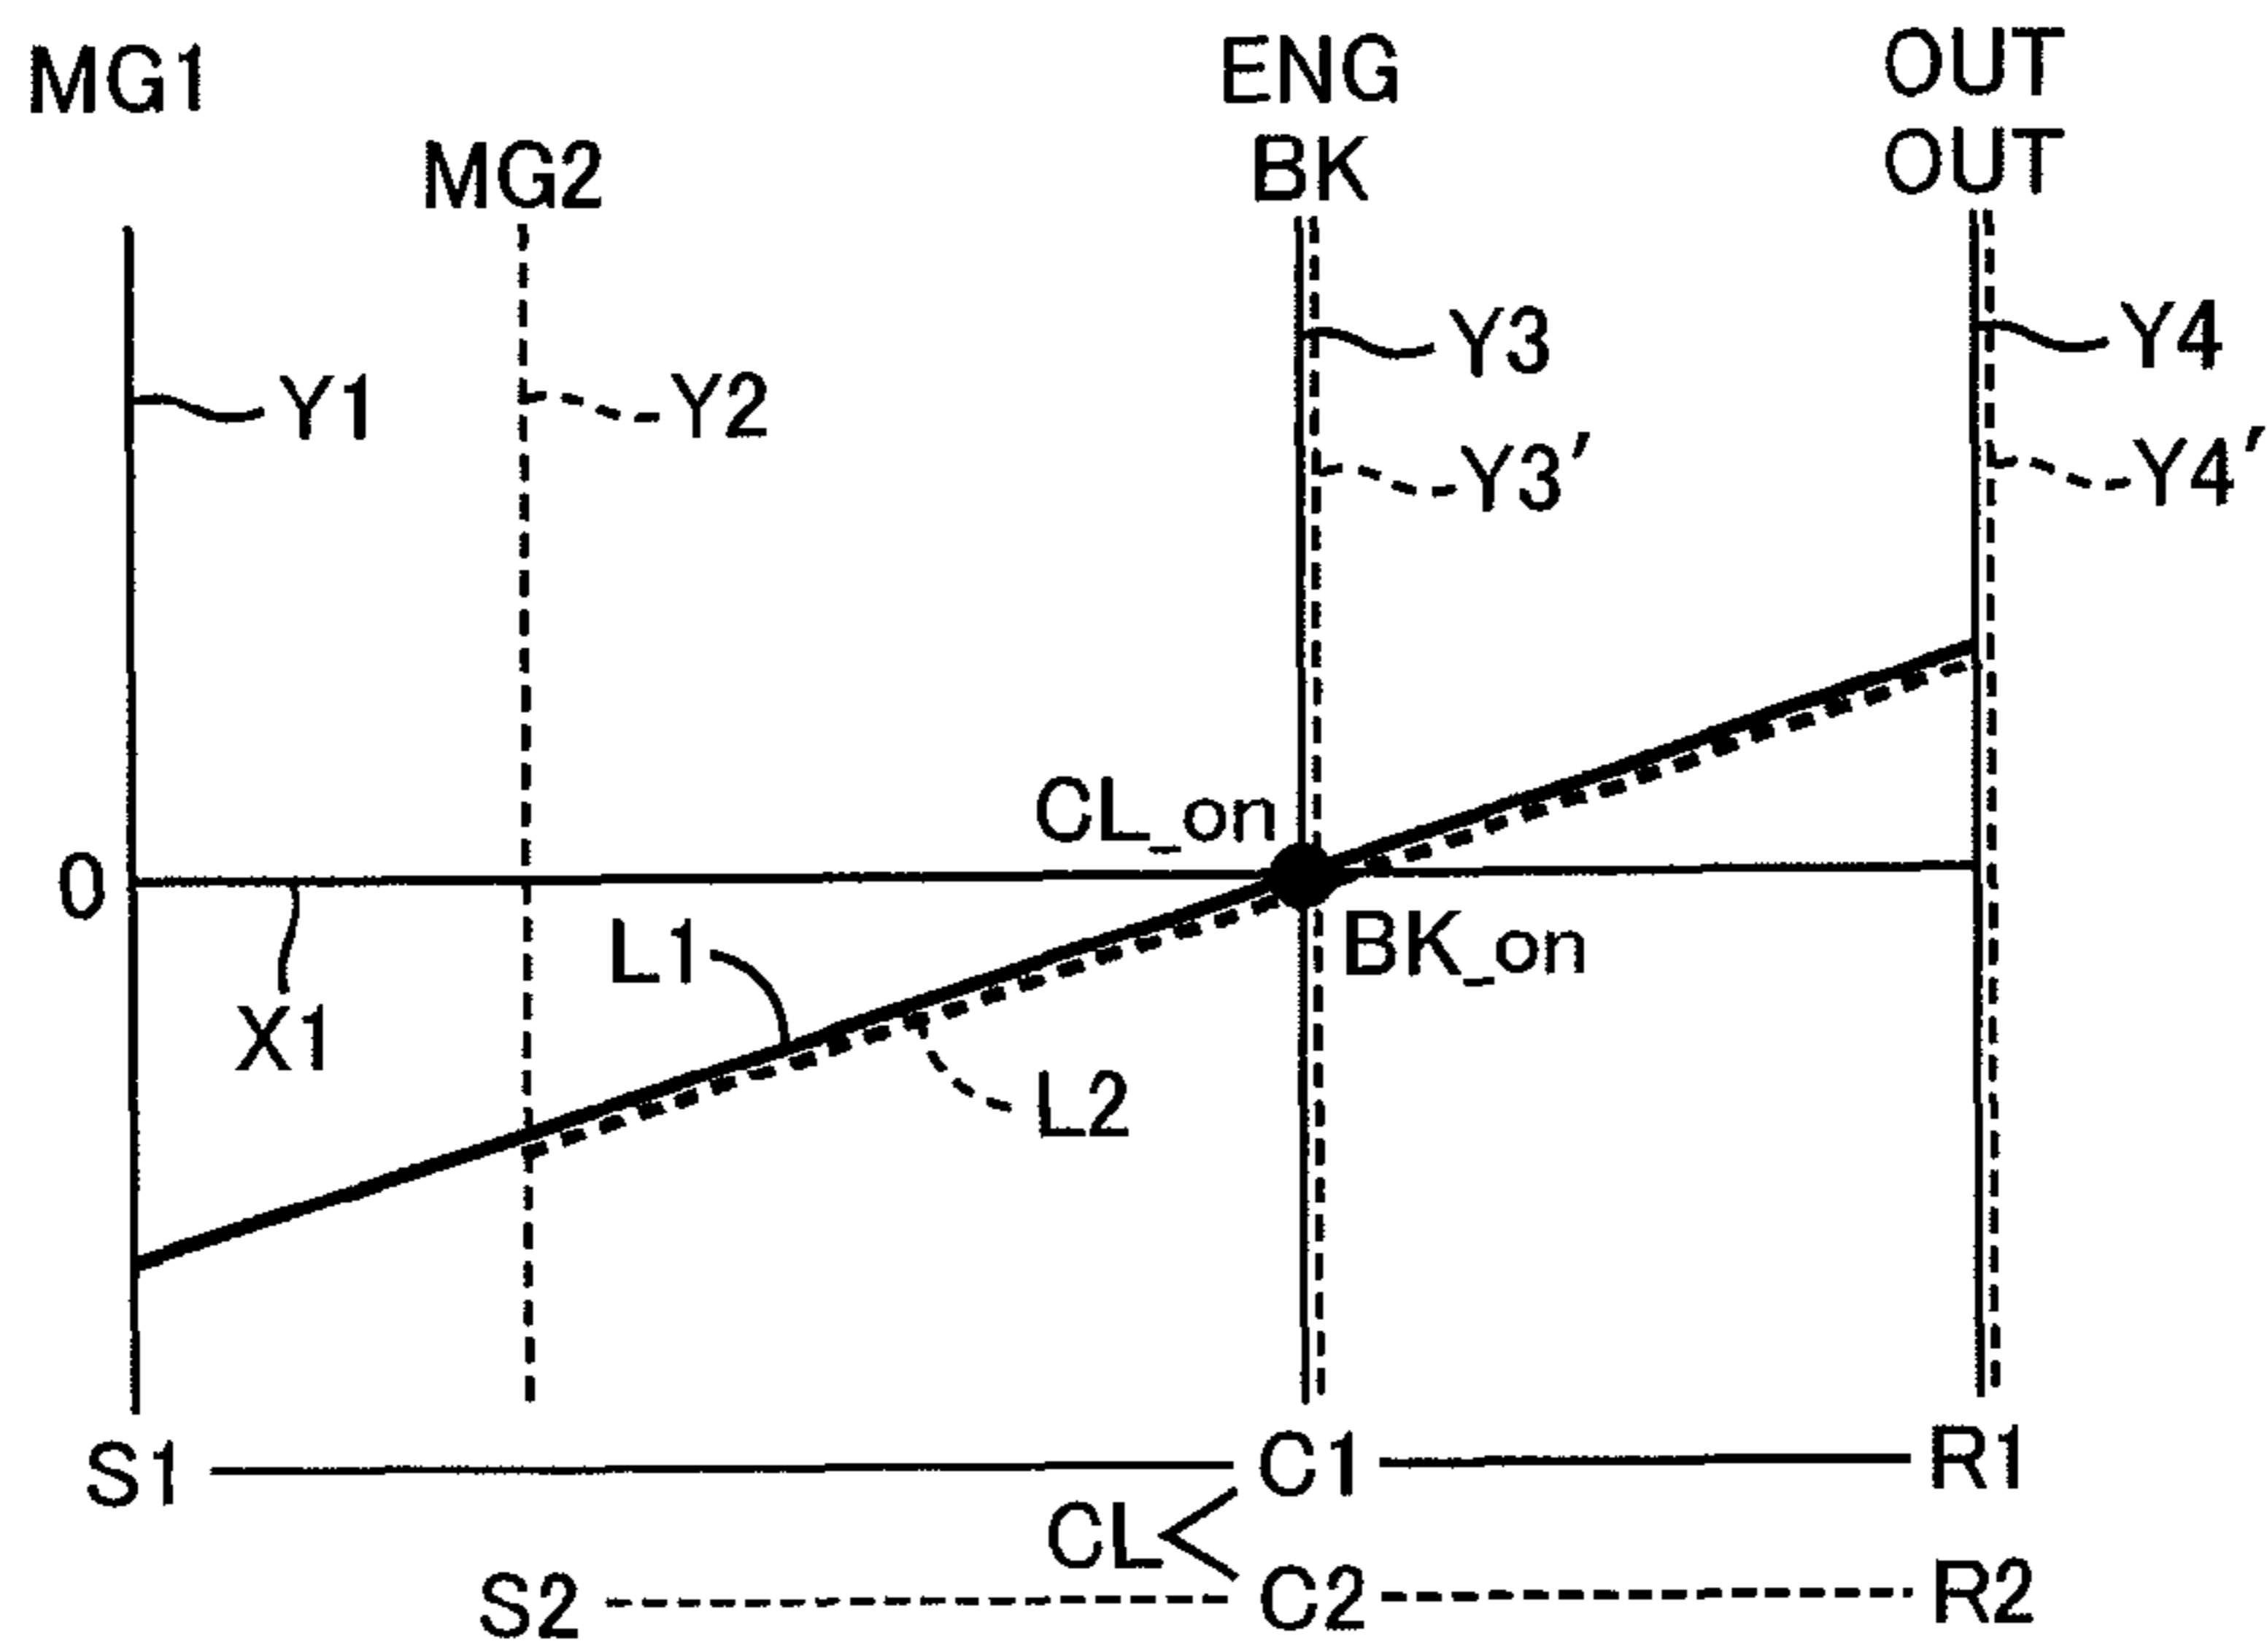 MG1
MG2
ENG
BK
OUT
OUT
Y1
Y2
Y3
Y3′
Y4
Y4′
CL_on
0
X1
L1
BK_on
L2
S1
C1
R1
CL
S2
C2
R2